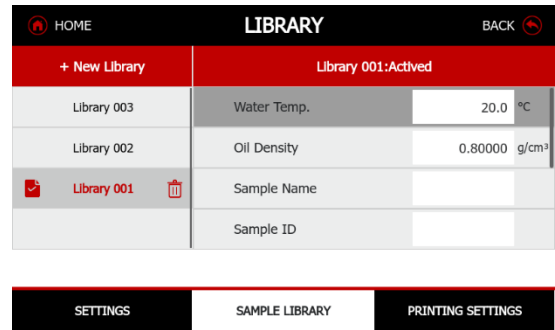 HOME LIBRARY BACK
+ New Library Library 001:Actived
Library 003 Water Temp. 20.0 °C
Library 002 Oil Density 0.80000 g/cm³
Library 001 Sample Name
Sample ID
SETTINGS SAMPLE LIBRARY PRINTING SETTINGS